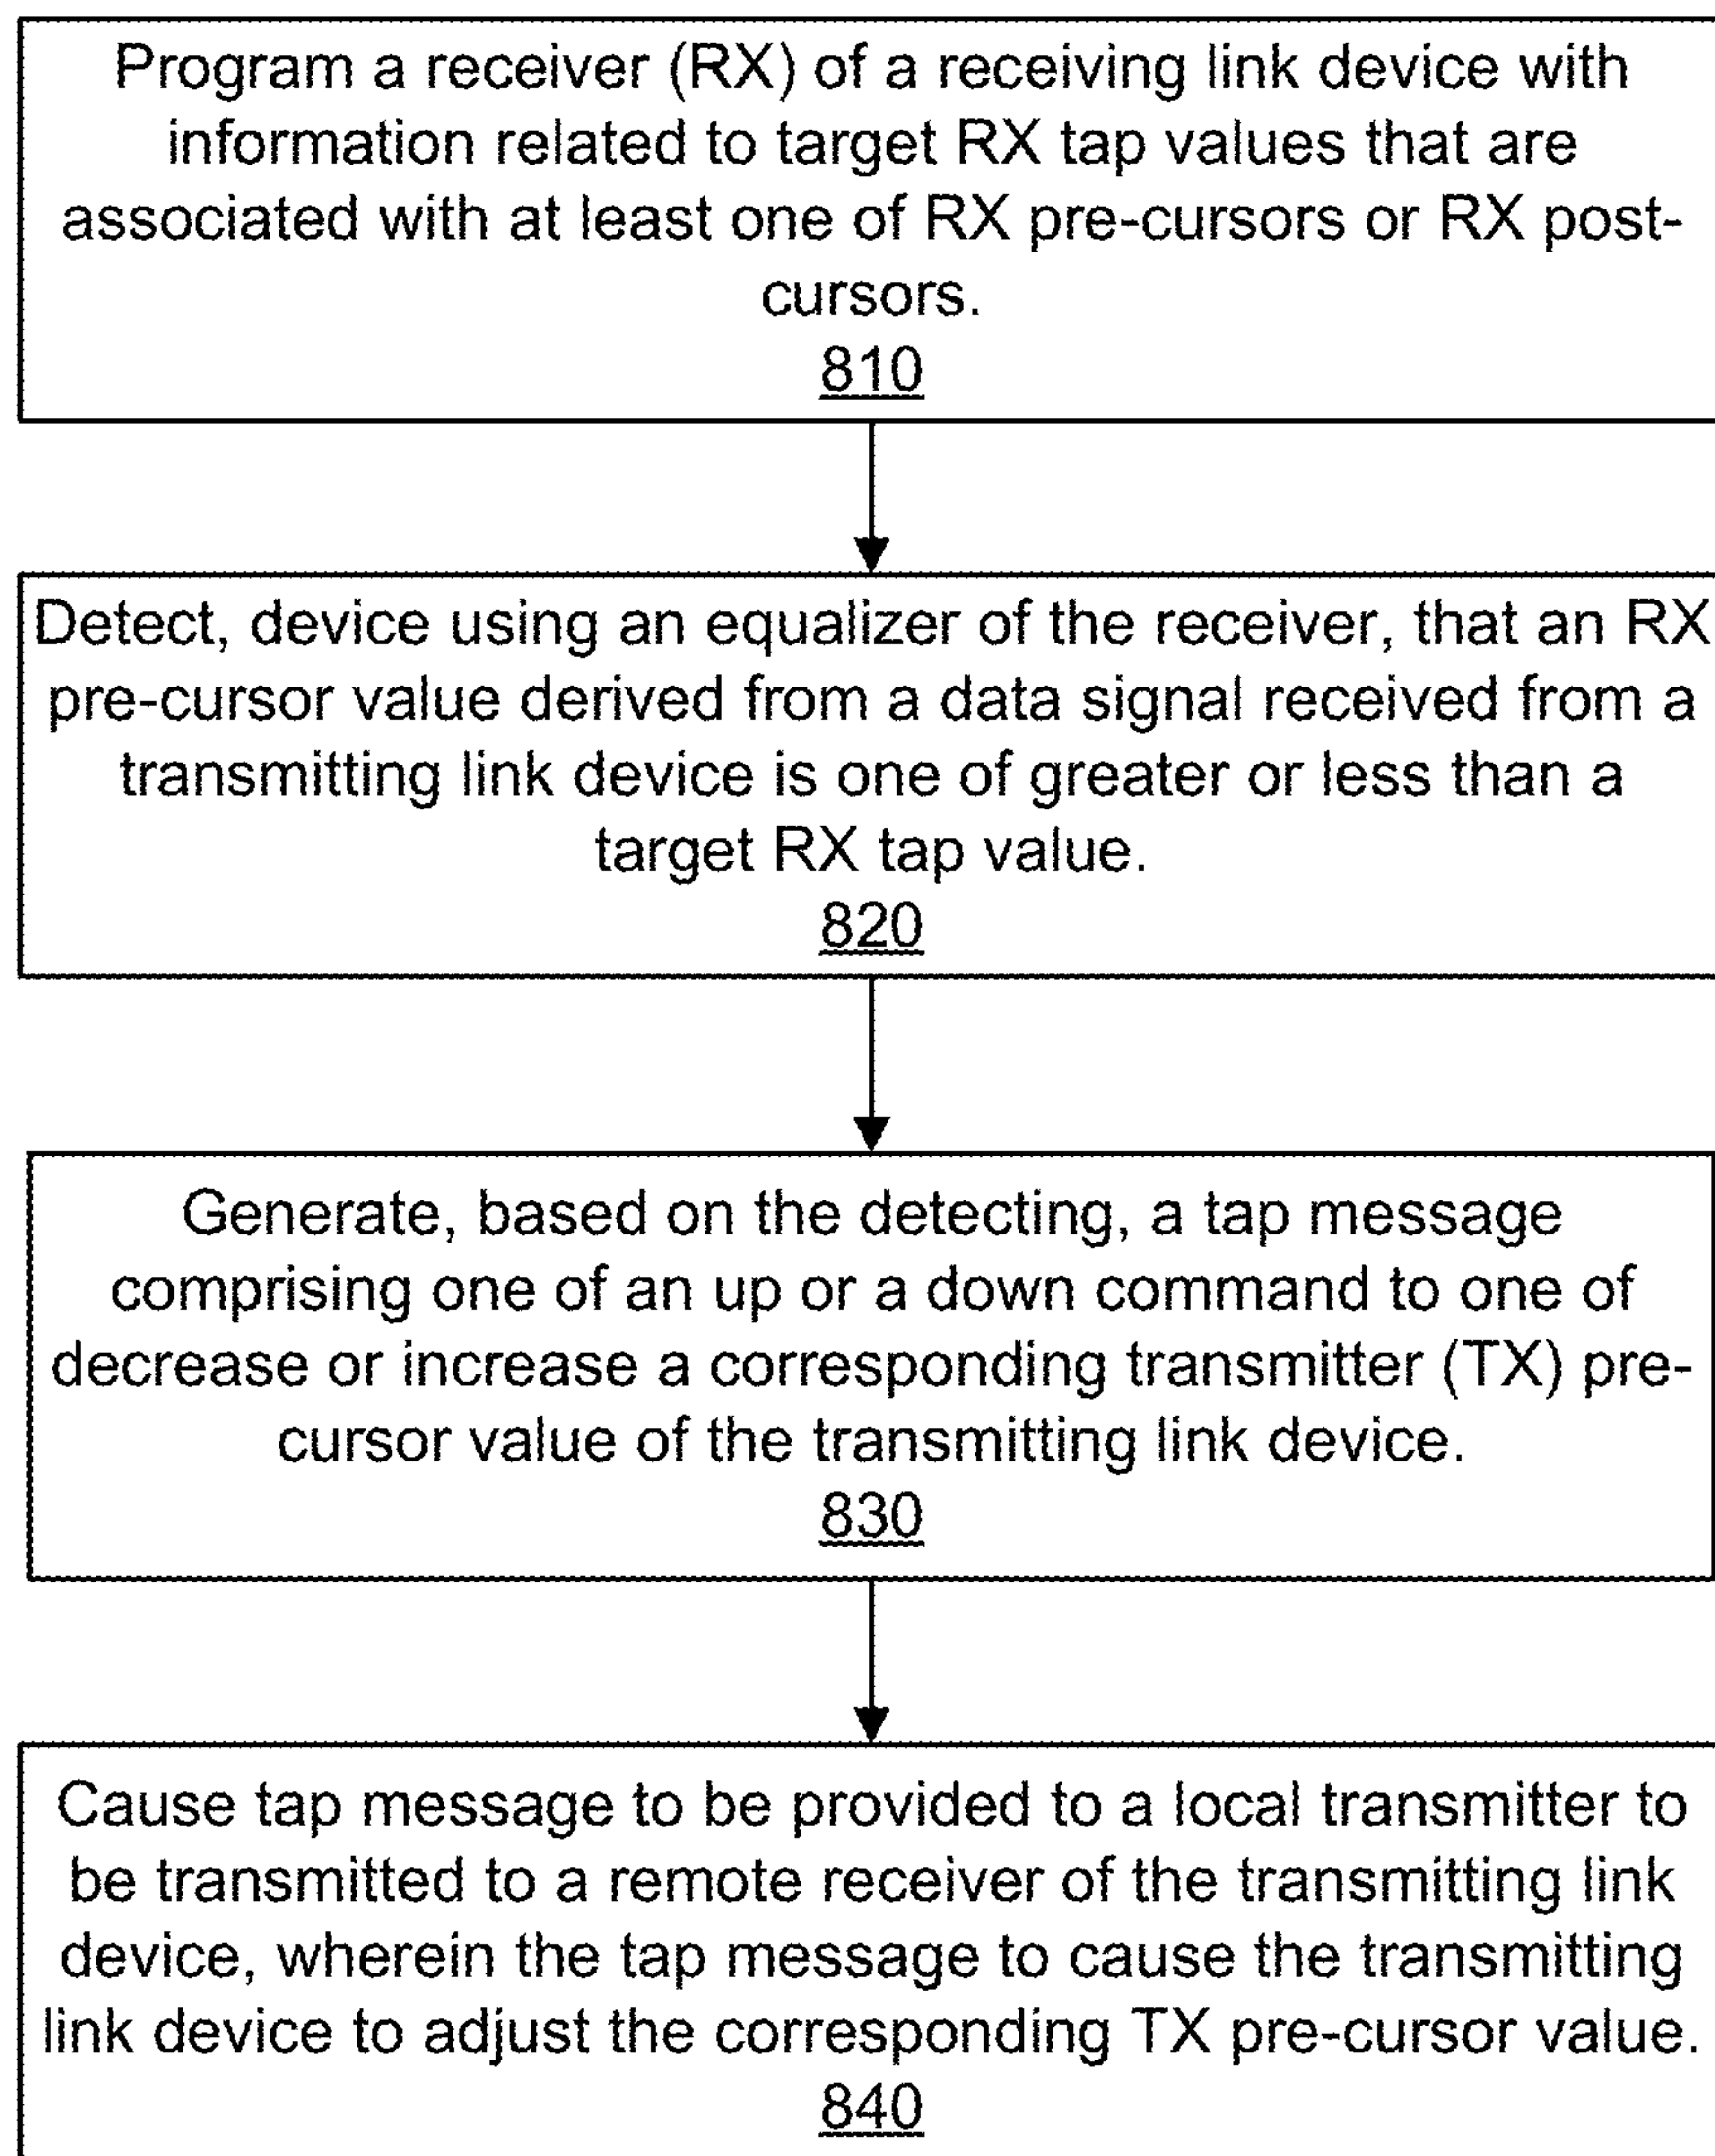 Program a receiver (RX) of a receiving link device with
information related to target RX tap values that are
associated with at least one of RX pre-cursors or RX post-
cursors.
810
Detect, device using an equalizer of the receiver, that an RX
pre-cursor value derived from a data signal received from a
transmitting link device is one of greater or less than a
target RX tap value.
820
Generate, based on the detecting, a tap message
comprising one of an up or a down command to one of
decrease or increase a corresponding transmitter (TX) pre-
cursor value of the transmitting link device.
830
Cause tap message to be provided to a local transmitter to
be transmitted to a remote receiver of the transmitting link
device, wherein the tap message to cause the transmitting
link device to adjust the corresponding TX pre-cursor value.
840